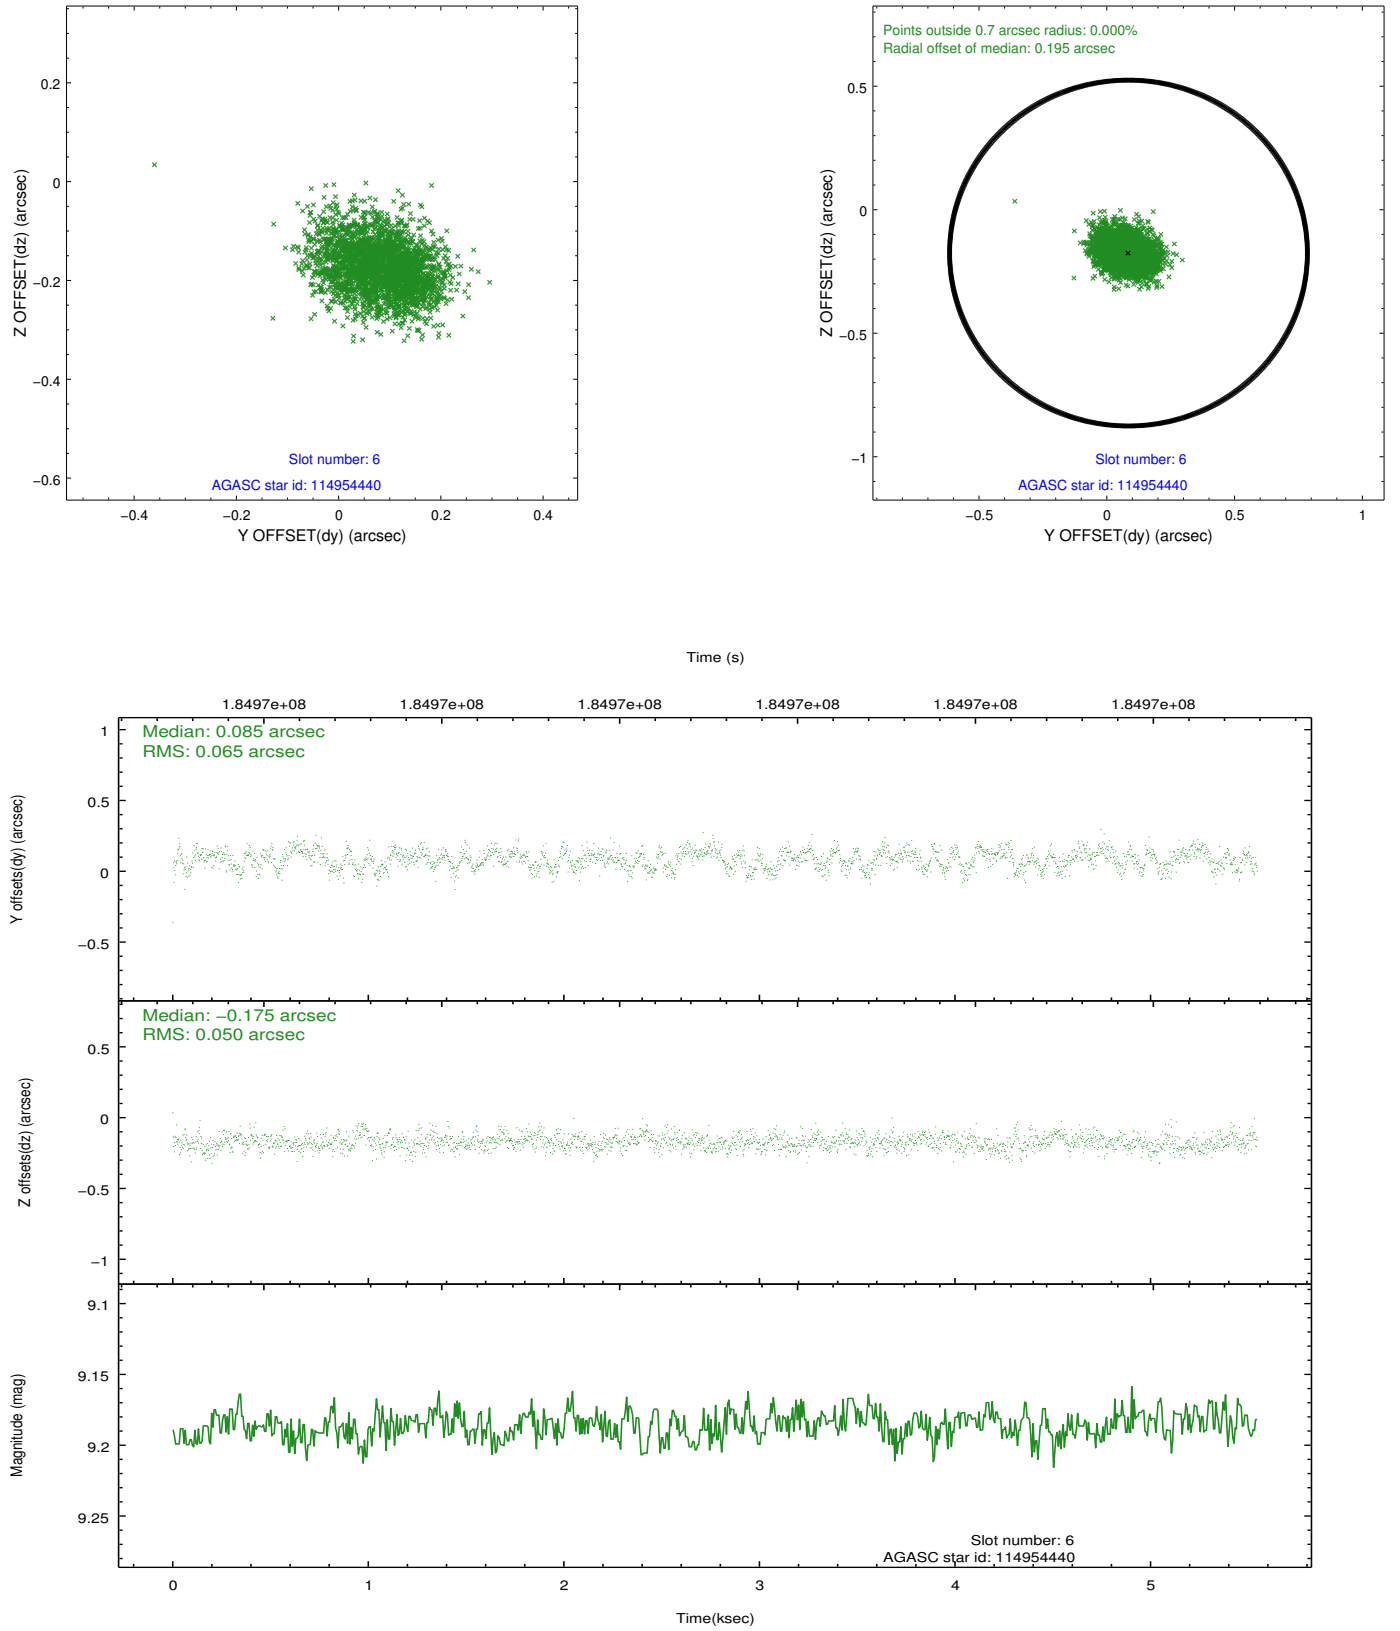 0.2
0
−0.2
−0.4
−0.6
Z OFFSET(dz) (arcsec)
Slot number: 6
AGASC star id: 114954440
−0.4 −0.2 0 0.2 0.4
Y OFFSET(dy) (arcsec)
Points outside 0.7 arcsec radius: 0.000%
Radial offset of median: 0.195 arcsec
0.5
0
−0.5
−1
Z OFFSET(dz) (arcsec)
Slot number: 6
AGASC star id: 114954440
−0.5 0 0.5 1
Y OFFSET(dy) (arcsec)
Time (s)
1.8497e+08 1.8497e+08 1.8497e+08 1.8497e+08 1.8497e+08 1.8497e+08
Median: 0.085 arcsec
RMS: 0.065 arcsec
1
0.5
0
−0.5
Y offsets(dy) (arcsec)
Median: −0.175 arcsec
RMS: 0.050 arcsec
0.5
0
−0.5
−1
Z offsets(dz) (arcsec)
9.1
9.15
9.2
9.25
Magnitude (mag)
Slot number: 6
AGASC star id: 114954440
0 1 2 3 4 5
Time(ksec)